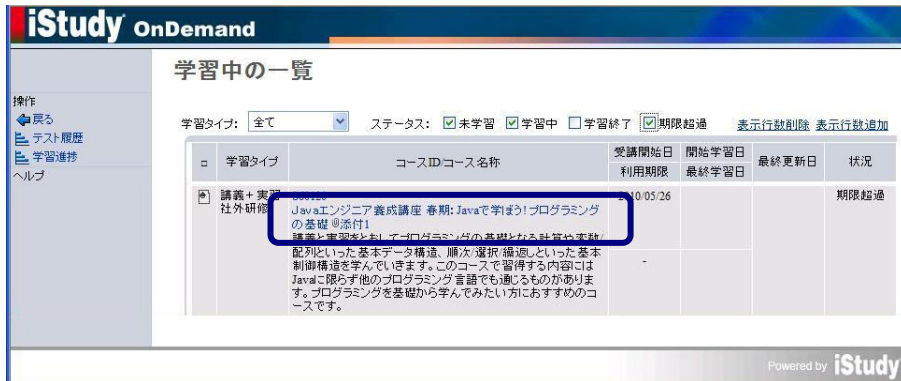 iStudy OnDemand
学習中の一覧
操作
戻る
テスト履歴
学習進捗
ヘルプ
学習タイプ: 全て ステータス: 未学習 学習中 学習終了 期限超過 表示行数削除 表示行数追加
学習タイプ コースID/コース名称 受講開始日 開始学習日 最終更新日 状況
利用期限 最終学習日
講義+実習 2010/05/26 期限超過
社外研修
Javaエンジニア養成講座 春期: Javaで学ぼう! プログラミング
の基礎 @添付1
講義と実習をとおしてプログラミングの基礎となる計算や変数/
配列といった基本データ構造、順次/選択/繰返しといった基本
制御構造を学んでいきます。このコースで習得する内容には
Javaに限らず他のプログラミング言語でも通じるものがありま
す。プログラミングを基礎から学んでみたい方におすすめのコ
ースです。
-
Powered by iStudy